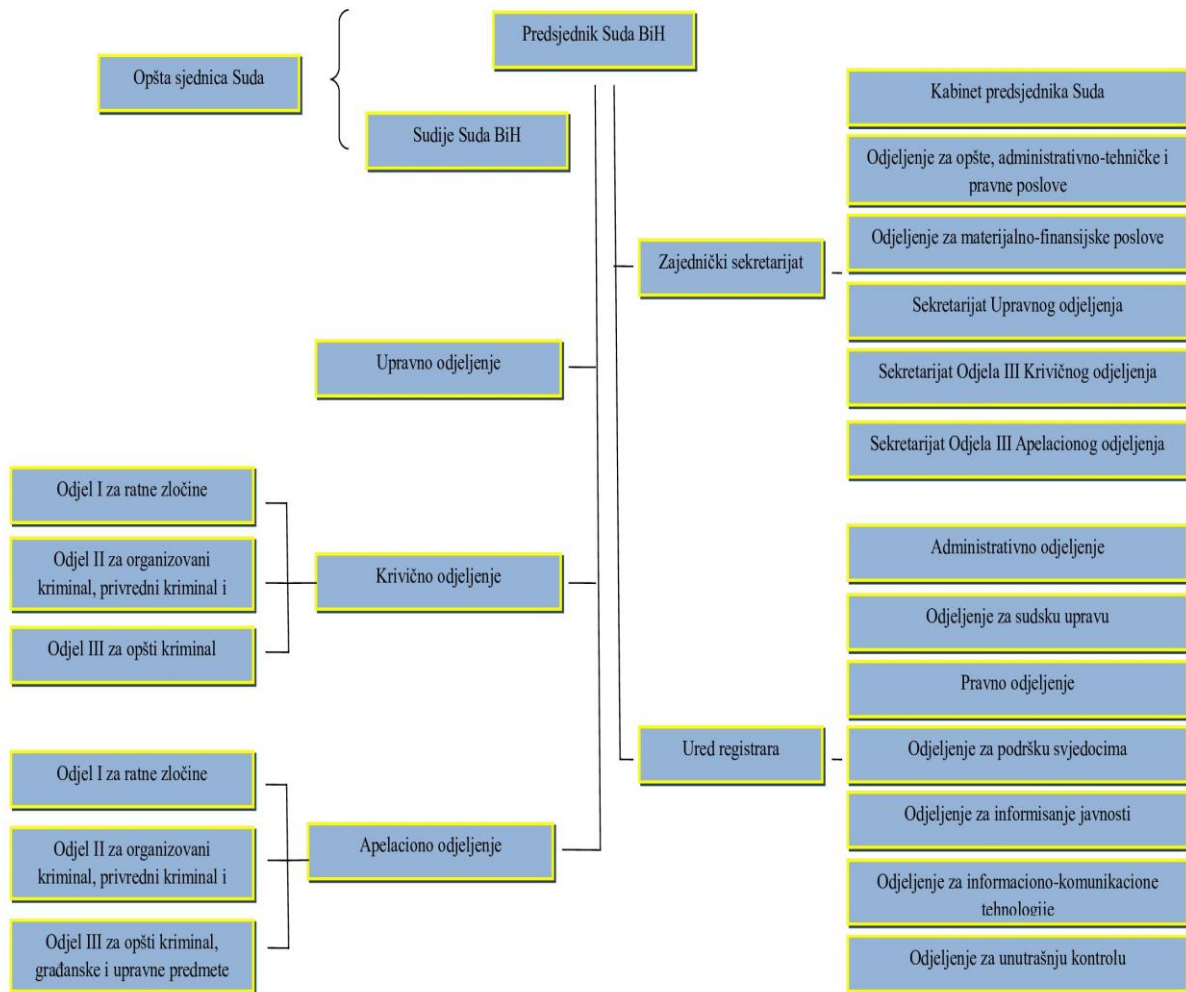 Predsjednik Suda BiH
Opšta sjednica Suda
Sudije Suda BiH
Kabinet predsjednika Suda
Odjeljenje za opšte, administrativno-tehničke i
pravne poslove
Odjeljenje za materijalno-finansijske poslove
Zajednički sekretarijat
Sekretarijat Upravnog odjeljenja
Sekretarijat Odjela III Krivičnog odjeljenja
Sekretarijat Odjela III Apelacionog odjeljenja
Upravno odjeljenje
Odjel I za ratne zločine
Odjel II za organizovani
kriminal, privredni kriminal i
Odjel III za opšti kriminal
Krivično odjeljenje
Administrativno odjeljenje
Odjeljenje za sudsku upravu
Pravno odjeljenje
Ured registrara
Odjeljenje za podršku svjedocima
Odjeljenje za informisanje javnosti
Odjeljenje za informaciono-komunikacione
tehnologije
Odjeljenje za unutrašnju kontrolu
Odjel I za ratne zločine
Odjel II za organizovani
kriminal, privredni kriminal i
Odjel III za opšti kriminal,
građanske i upravne predmete
Apelaciono odjeljenje